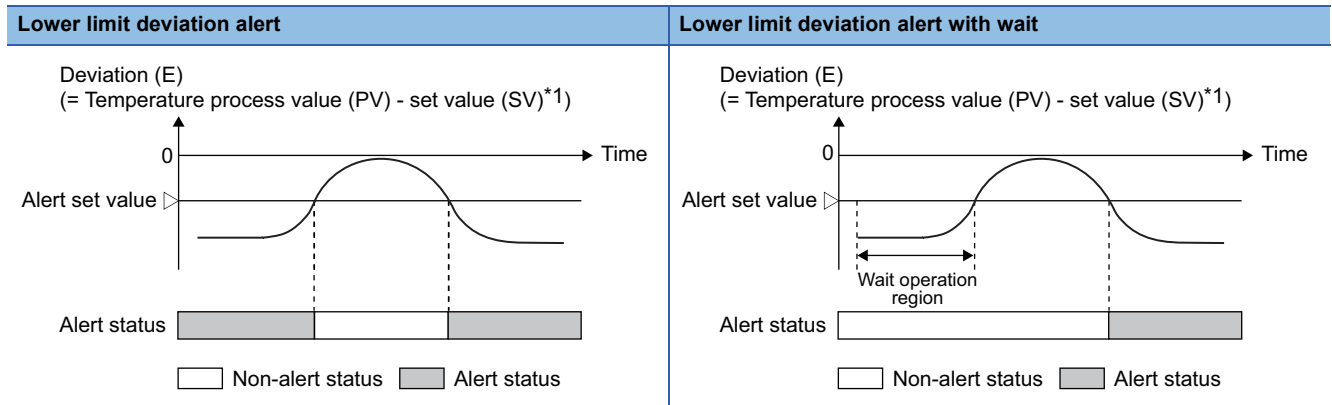 Lower limit deviation alert
Deviation (E)
(= Temperature process value (PV) - set value (SV)*1)
0
Time
Alert set value
Alert status
Non-alert status
Alert status
Lower limit deviation alert with wait
Deviation (E)
(= Temperature process value (PV) - set value (SV)*1)
0
Time
Alert set value
Wait operation
region
Alert status
Non-alert status
Alert status